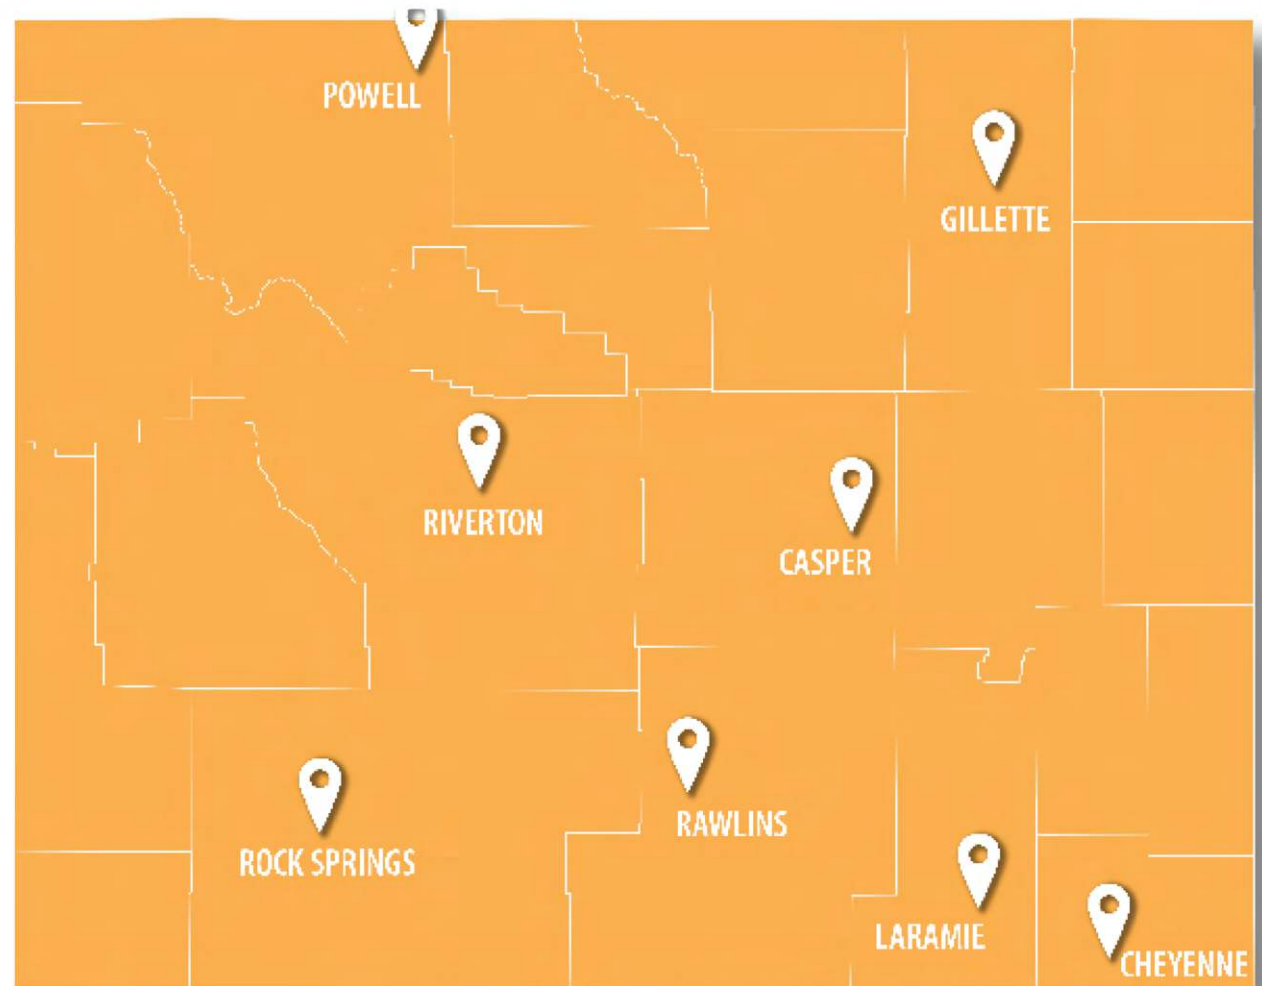 POWELL
GILLETTE
RIVERTON
CASPER
RAWLINS
ROCK SPRINGS
LARAMIE
CHEYENNE